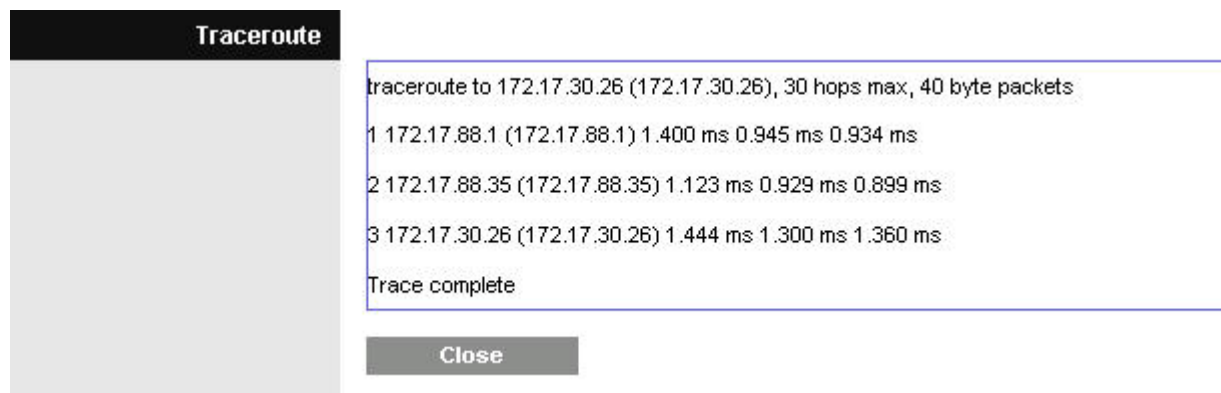 Traceroute
traceroute to 172.17.30.26 (172.17.30.26), 30 hops max, 40 byte packets
1 172.17.88.1 (172.17.88.1) 1.400 ms 0.945 ms 0.934 ms
2 172.17.88.35 (172.17.88.35) 1.123 ms 0.929 ms 0.899 ms
3 172.17.30.26 (172.17.30.26) 1.444 ms 1.300 ms 1.360 ms
Trace complete
Close